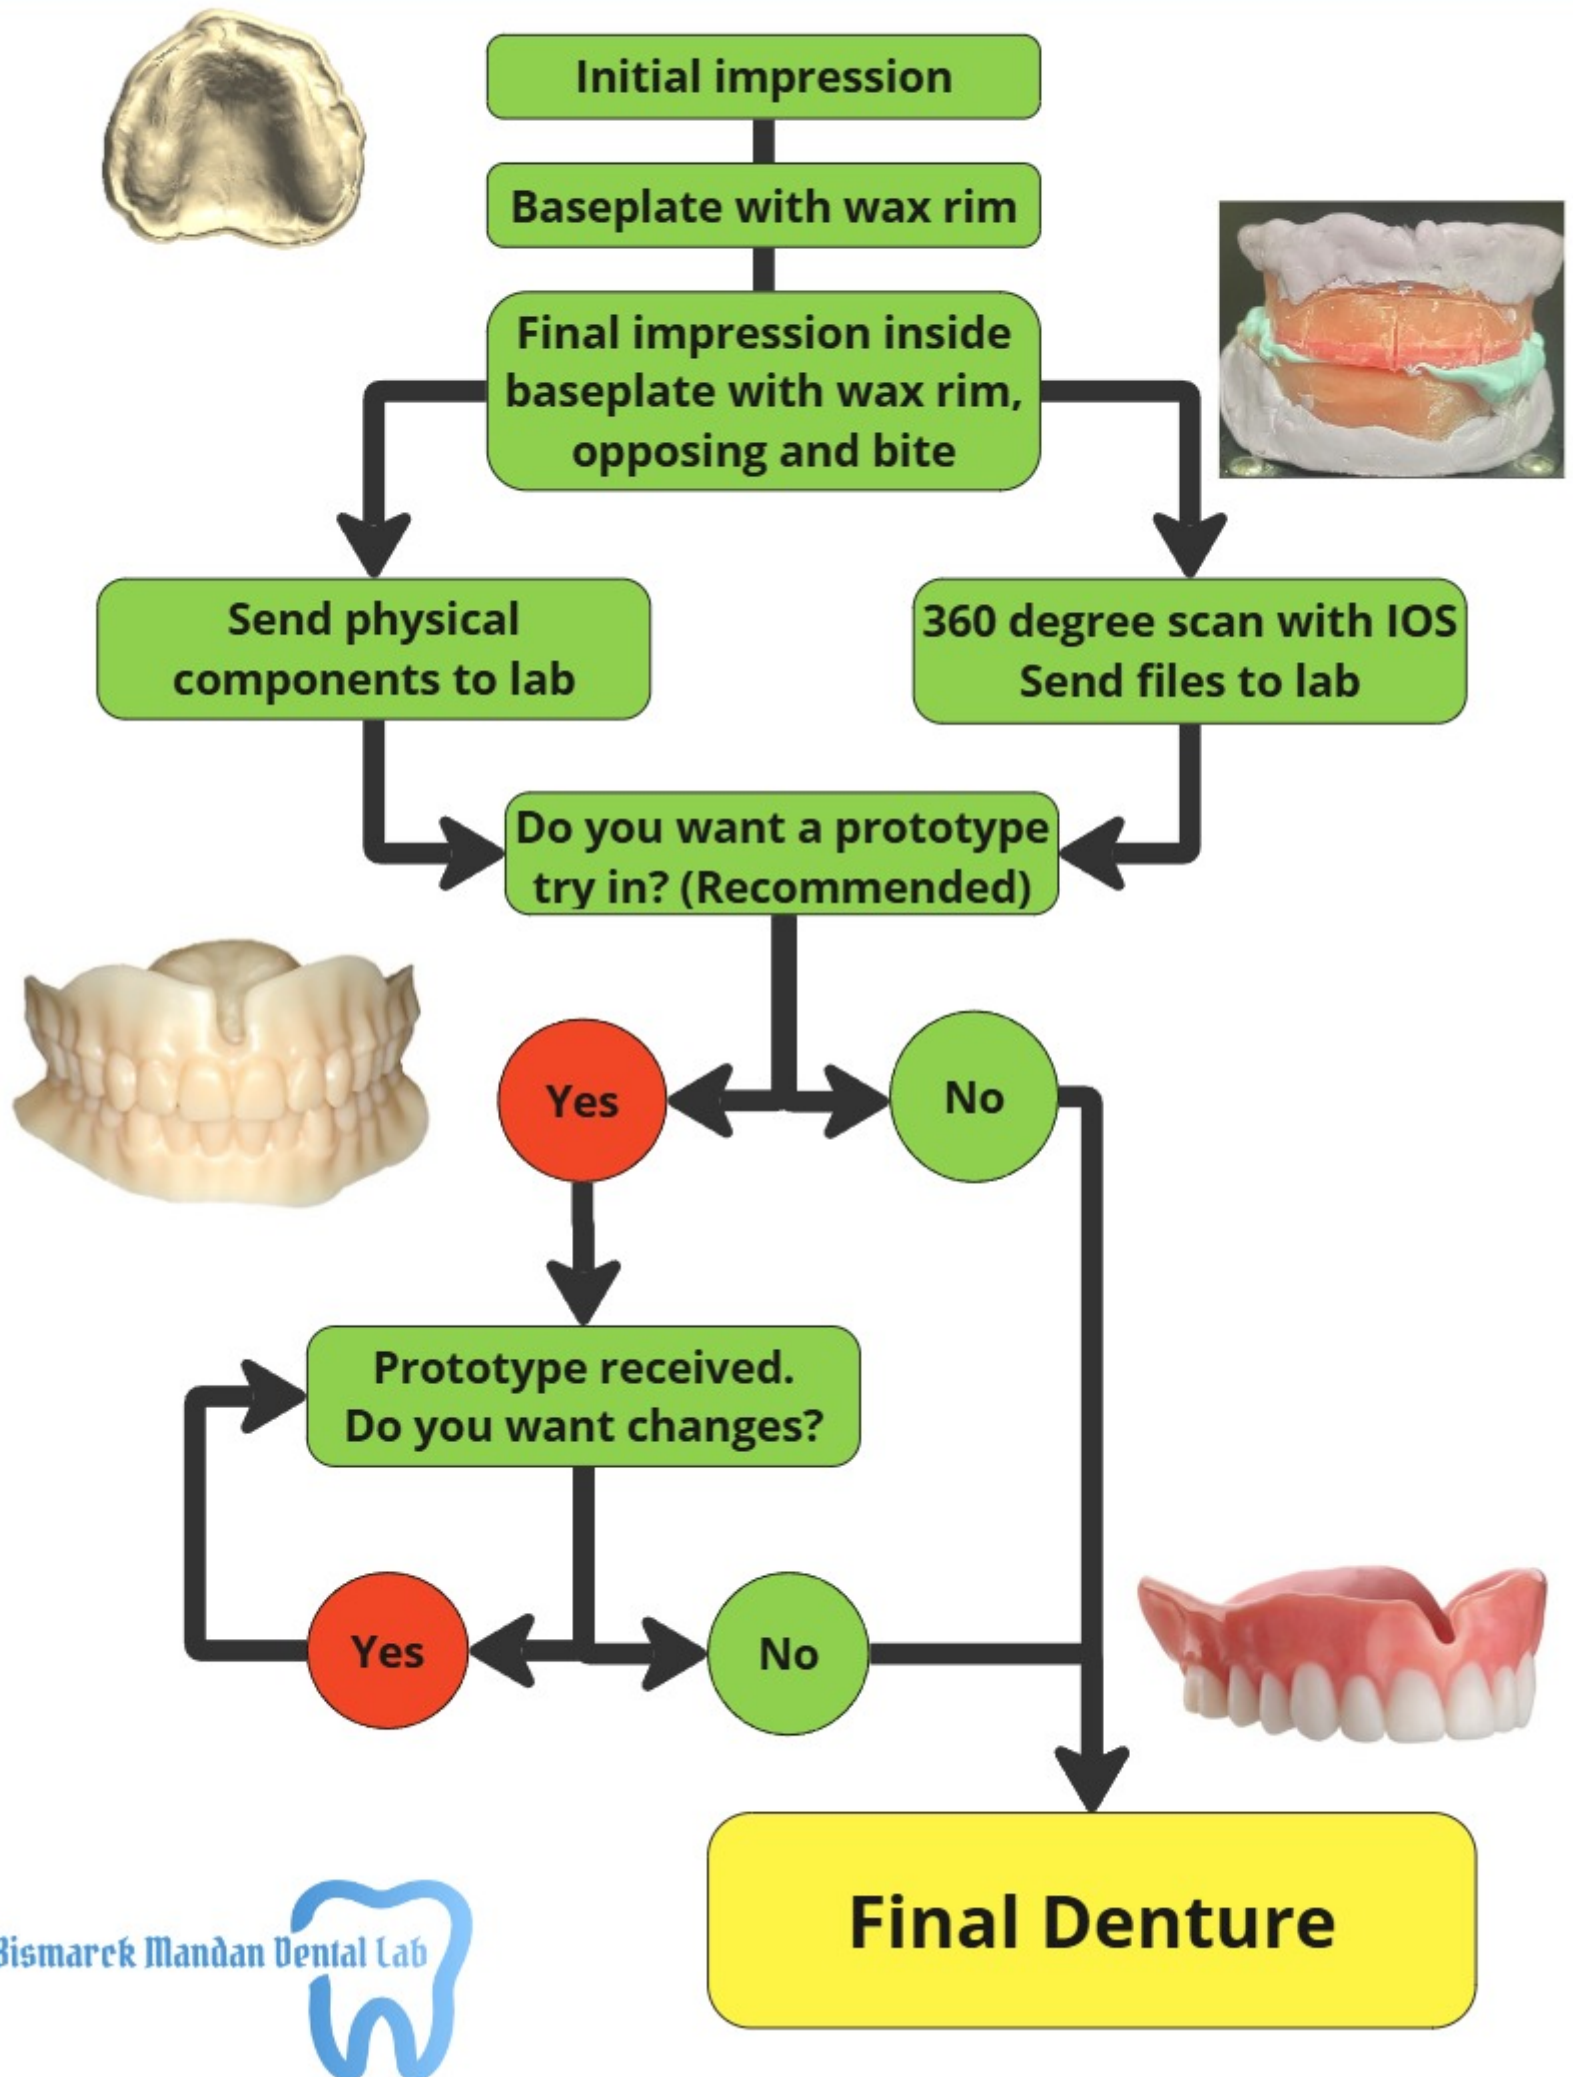 Initial impression
Baseplate with wax rim
Final impression inside
baseplate with wax rim,
opposing and bite
Send physical
components to lab
360 degree scan with IOS
Send files to lab
Do you want a prototype
try in? (Recommended)
Yes
No
Prototype received.
Do you want changes?
Yes
No
Final Denture
Bismarck Mandan Dental Lab